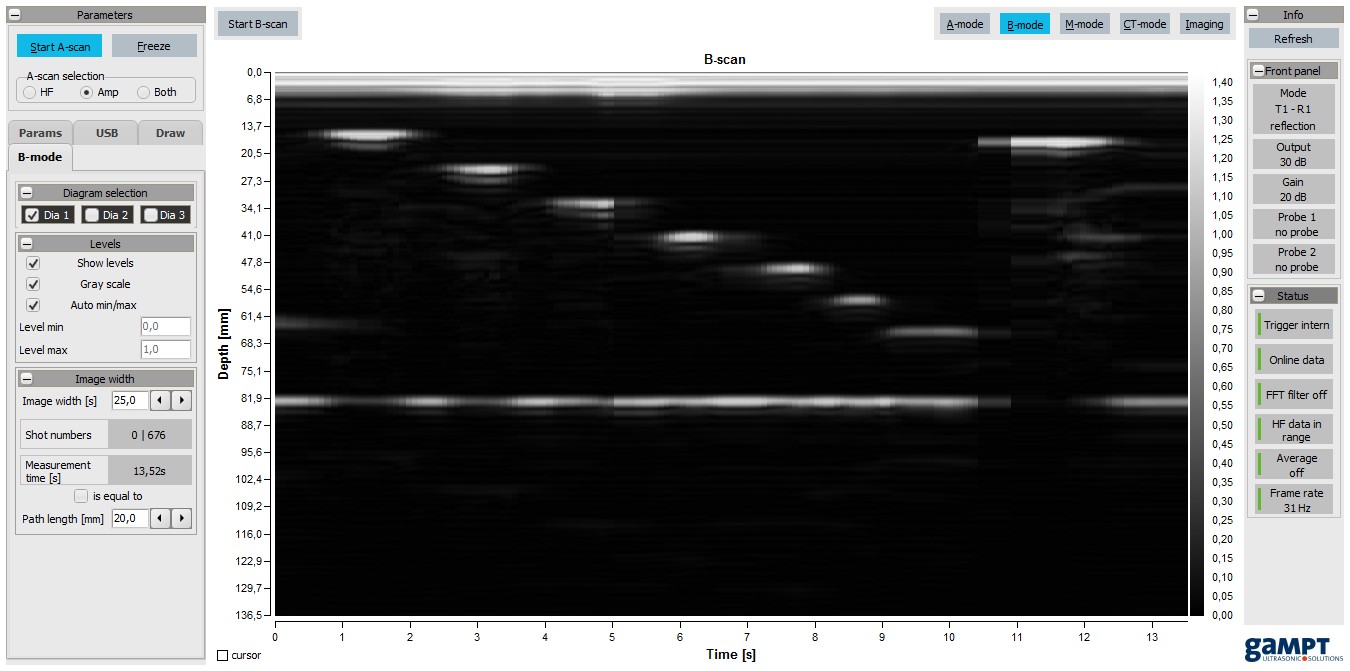 Parameters
Start A-scan
Freeze
A-scan selection
HF
Amp
Both
Params
USB
Draw
B-mode
Diagram selection
Dia 1
Dia 2
Dia 3
Levels
Show levels
Gray scale
Auto min/max
Level min
0,0
Level max
1,0
Image width
Image width [s]
25,0
Shot numbers
0 | 676
Measurement
time [s]
13,52s
is equal to
Path length [mm]
20,0
Start B-scan
A-mode
B-mode
M-mode
CT-mode
Imaging
B-scan
Depth [mm]
0,0
6,8
13,7
20,5
27,3
34,1
41,0
47,8
54,6
61,4
68,3
75,1
81,9
88,7
95,6
102,4
109,2
116,0
122,9
129,7
136,5
0
1
2
3
4
5
6
7
8
9
10
11
12
13
Time [s]
cursor
1,40
1,35
1,30
1,25
1,20
1,15
1,10
1,05
1,00
0,95
0,90
0,85
0,80
0,75
0,70
0,65
0,60
0,55
0,50
0,45
0,40
0,35
0,30
0,25
0,20
0,15
0,10
0,05
0,00
Info
Refresh
Front panel
Mode
T1 - R1
reflection
Output
30 dB
Gain
20 dB
Probe 1
no probe
Probe 2
no probe
Status
Trigger intern
Online data
FFT filter off
HF data in
range
Average
off
Frame rate
31 Hz
gaMPT
ULTRASONIC SOLUTIONS